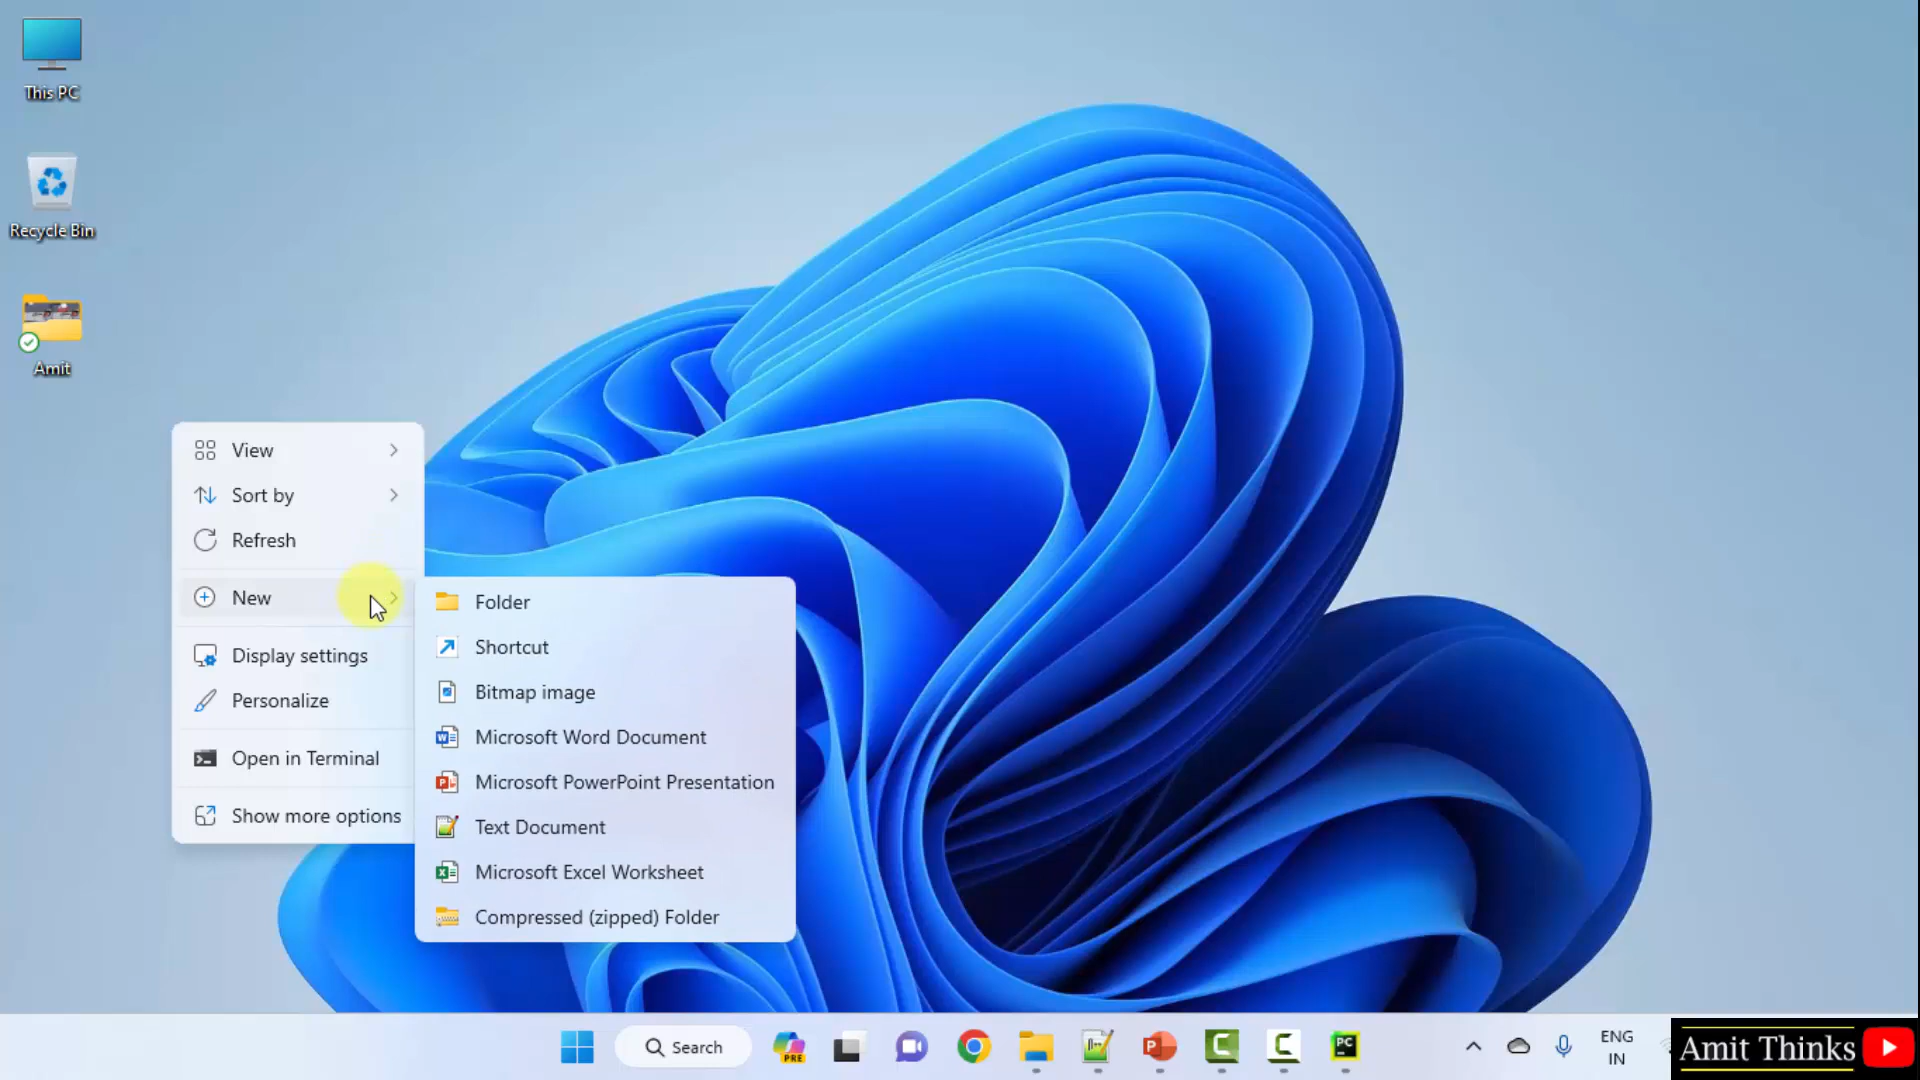 This PC
Recycle Bin
Amit
View
Sort by
Refresh
New
Display settings
Personalize
Open in Terminal
Show more options
Folder
Shortcut
Bitmap image
Microsoft Word Document
Microsoft PowerPoint Presentation
Text Document
Microsoft Excel Worksheet
Compressed (zipped) Folder
Search
PRE
P
C
C
PC
ENG
IN
Amit Thinks